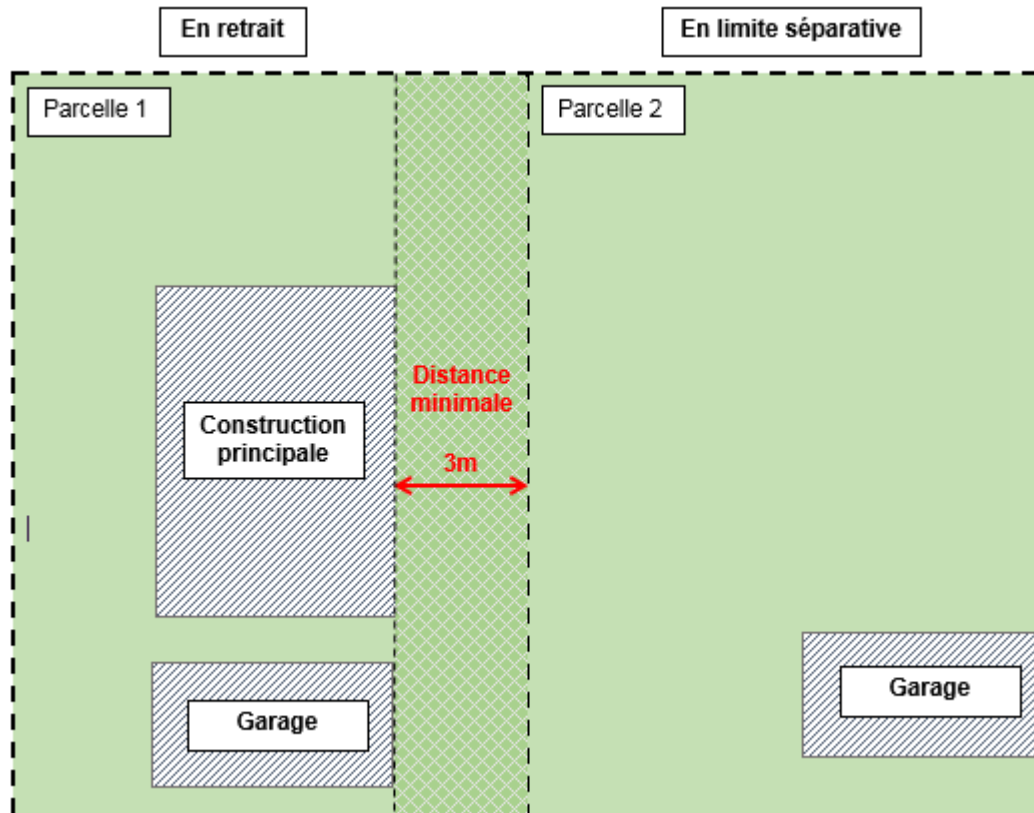 En retrait
En limite séparative
Parcelle 1
Parcelle 2
Distance
minimale
3m
Construction
principale
Garage
Garage